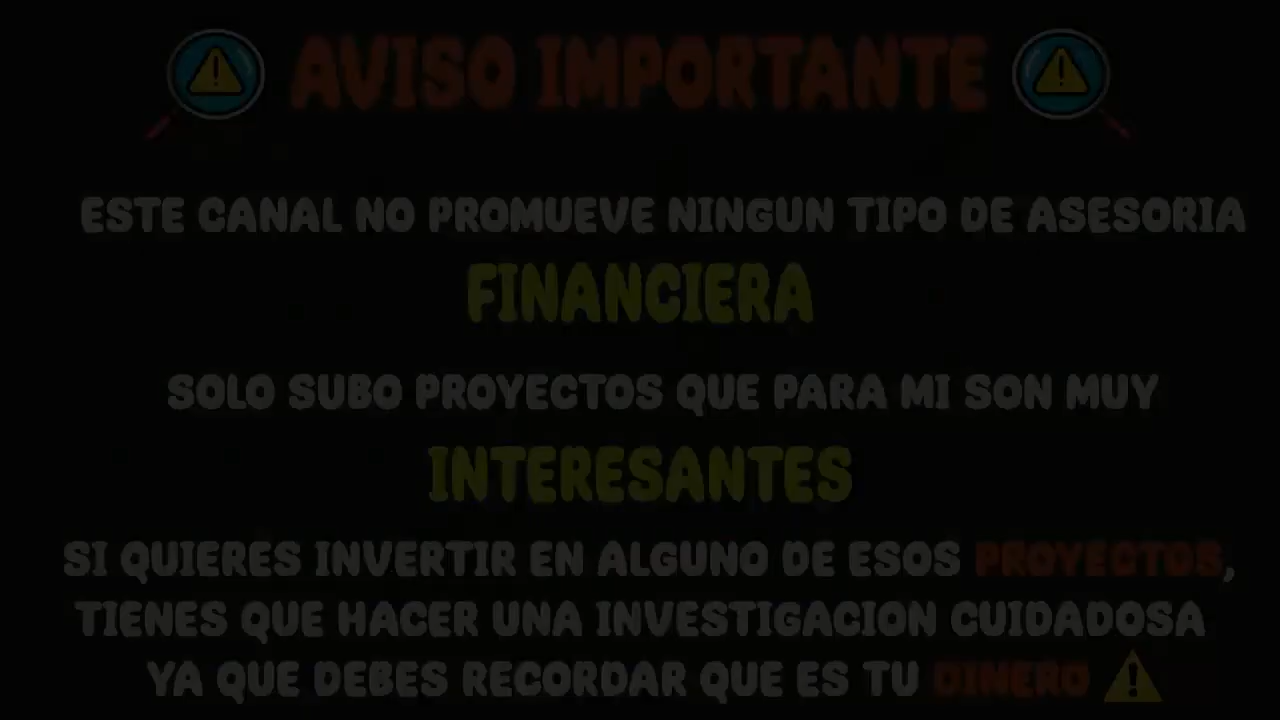 AVISO IMPORTANTE
ESTE CANAL NO PROMUEVE NINGUN TIPO DE ASESORIA
FINANCIERA
SOLO SUBO PROYECTOS QUE PARA MI SON MUY
INTERESANTES
SI QUIERES INVERTIR EN ALGUNO DE ESOS PROYECTOS,
TIENES QUE HACER UNA INVESTIGACION CUIDADOSA
YA QUE DEBES RECORDAR QUE ES TU DINERO